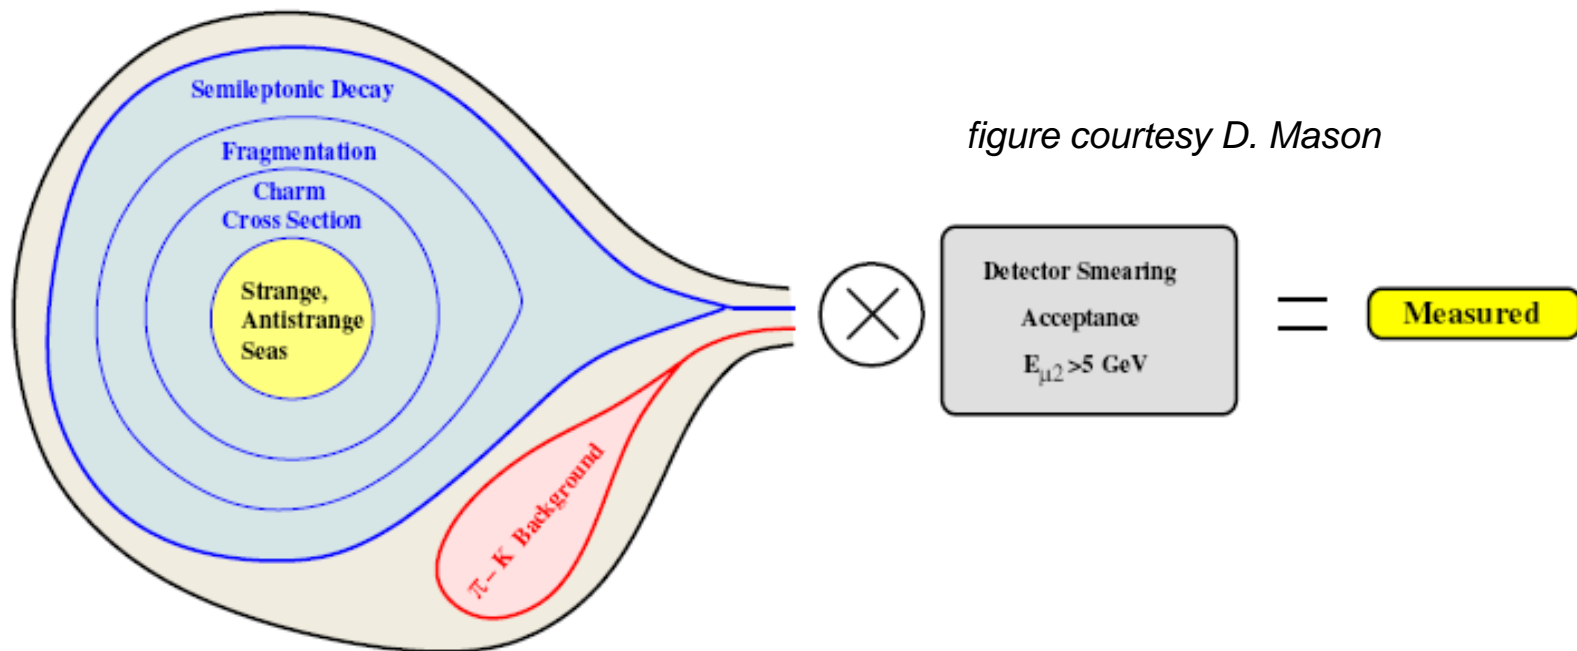 Semileptonic Decay
Fragmentation
Charm
Cross Section
Strange,
Antistrange
Seas
π – K Background
figure courtesy D. Mason
Detector Smearing
Acceptance
E_μ2 >5 GeV
=
Measured